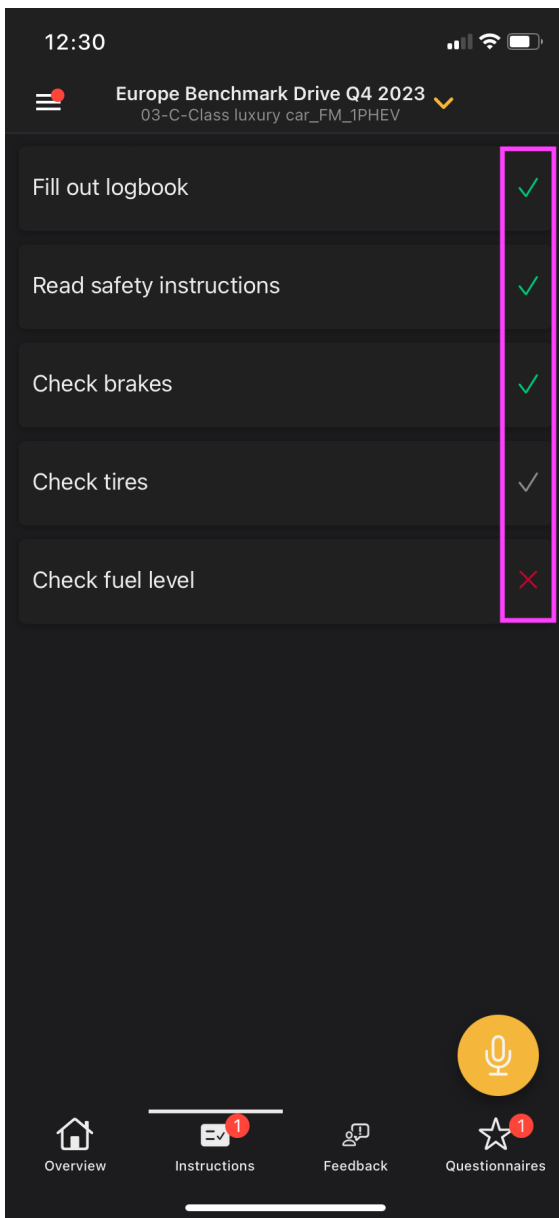 12:30
Europe Benchmark Drive Q4 2023
03-C-Class luxury car_FM_1PHEV
Fill out logbook
Read safety instructions
Check brakes
Check tires
Check fuel level
1
1
Overview
Instructions
Feedback
Questionnaires